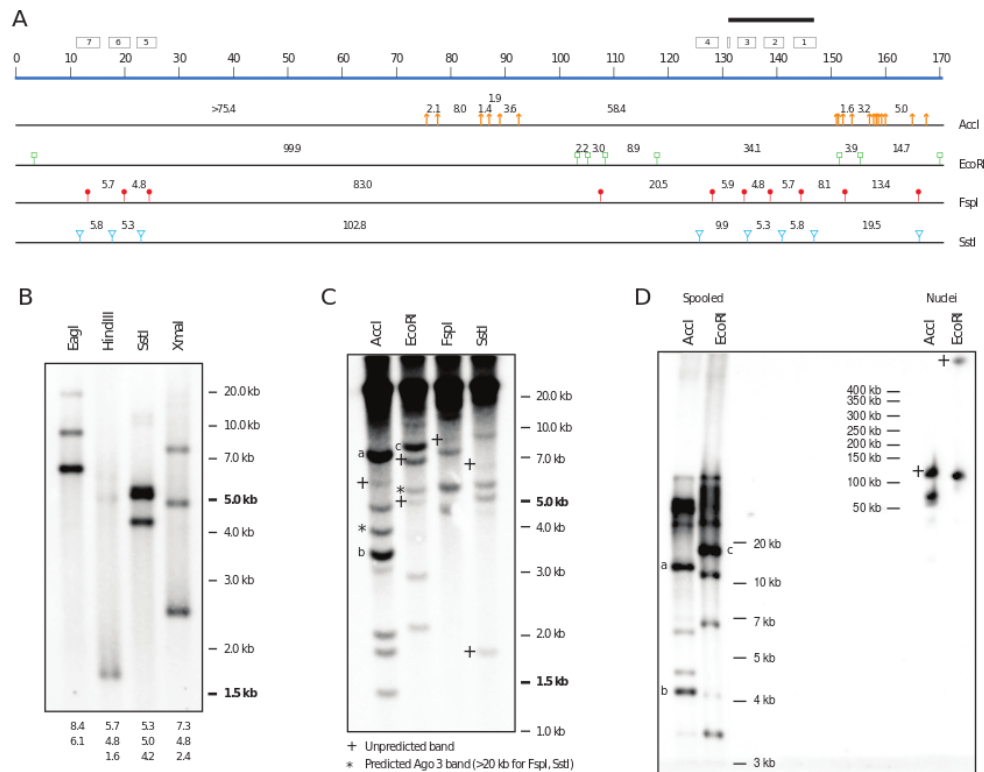 A
7 6 5 4 3 2 1
0 10 20 30 40 50 60 70 80 90 100 110 120 130 140 150 160 170
>75.4 2.1 8.0 1.4 1.9 3.6 58.4 1.6 3.2 5.0 AccI
99.9 2.2 3.0 8.9 34.1 3.9 14.7 EcoRI
5.7 4.8 83.0 20.5 5.9 4.8 5.7 8.1 13.4 FspI
5.8 5.3 102.8 9.9 5.3 5.8 19.5 SstI
B
EagI HindIII SstI XmaI
20.0 kb
10.0 kb
7.0 kb
5.0 kb
4.0 kb
3.0 kb
2.0 kb
1.5 kb
8.4 5.7 5.3 7.3
6.1 4.8 5.0 4.8
1.6 4.2 2.4
C
AccI EcoRI FspI SstI
20.0 kb
10.0 kb
7.0 kb
5.0 kb
4.0 kb
3.0 kb
2.0 kb
1.5 kb
1.0 kb
a c + + + +
* + * +
b +
+ Unpredicted band
* Predicted Ago 3 band (>20 kb for FspI, SstI)
D
Spooled Nuclei
AccI EcoRI AccI EcoRI
+
400 kb
350 kb
300 kb
250 kb
200 kb
150 kb
+ 100 kb
50 kb
20 kb
c
a
10 kb
7 kb
5 kb
b
4 kb
3 kb